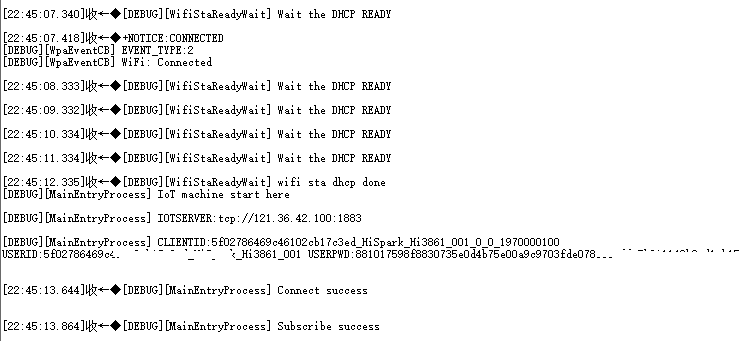 [22:45:07.340]收←◆[DEBUG][WifiStaReadyWait] Wait the DHCP READY
[22:45:07.418]收←◆+NOTICE:CONNECTED
[DEBUG][WpaEventCB] EVENT_TYPE:2
[DEBUG][WpaEventCB] WiFi: Connected
[22:45:08.333]收←◆[DEBUG][WifiStaReadyWait] Wait the DHCP READY
[22:45:09.332]收←◆[DEBUG][WifiStaReadyWait] Wait the DHCP READY
[22:45:10.334]收←◆[DEBUG][WifiStaReadyWait] Wait the DHCP READY
[22:45:11.334]收←◆[DEBUG][WifiStaReadyWait] Wait the DHCP READY
[22:45:12.335]收←◆[DEBUG][WifiStaReadyWait] wifi sta dhcp done
[DEBUG][MainEntryProcess] IoT machine start here
[DEBUG][MainEntryProcess] IOTSERVER:tcp://121.36.42.100:1883
[DEBUG][MainEntryProcess] CLIENTID:5f02786469c46102cb17c3ed_HiSpark_Hi3861_001_0_0_1970000100
USERID:5f02786469c4 Hi3861_001 USERPWD:881017598f8830735e0d4b75e00a9c9703fde078
[22:45:13.644]收←◆[DEBUG][MainEntryProcess] Connect success
[22:45:13.864]收←◆[DEBUG][MainEntryProcess] Subscribe success